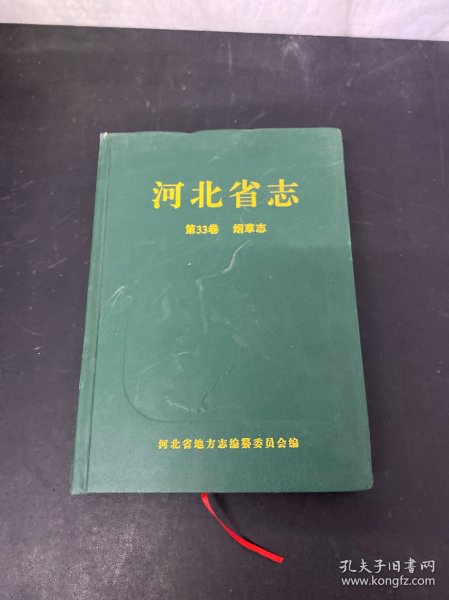 河北省志
第33卷 烟草志
河北省地方志编纂委员会编
孔夫子旧书网
www.kongfz.com